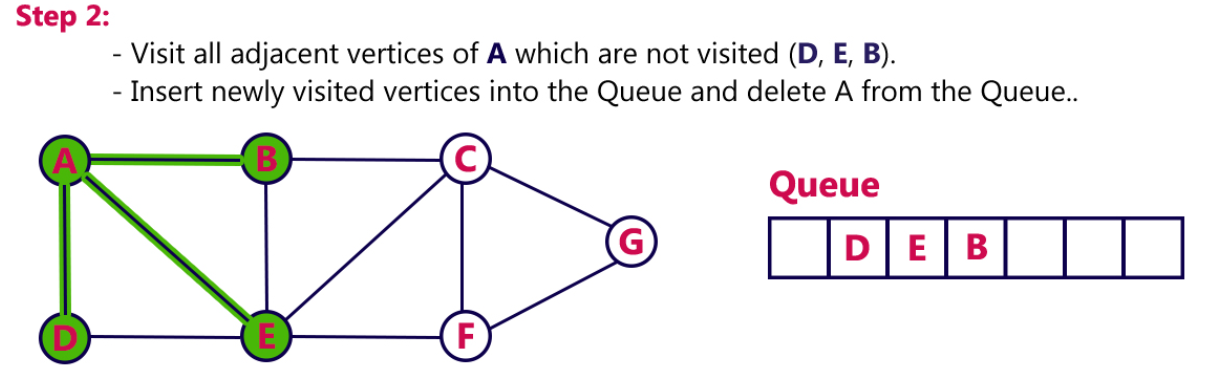 Step 2:
- Visit all adjacent vertices of A which are not visited (D, E, B).
- Insert newly visited vertices into the Queue and delete A from the Queue..
A B C
G
D E F
Queue
D E B